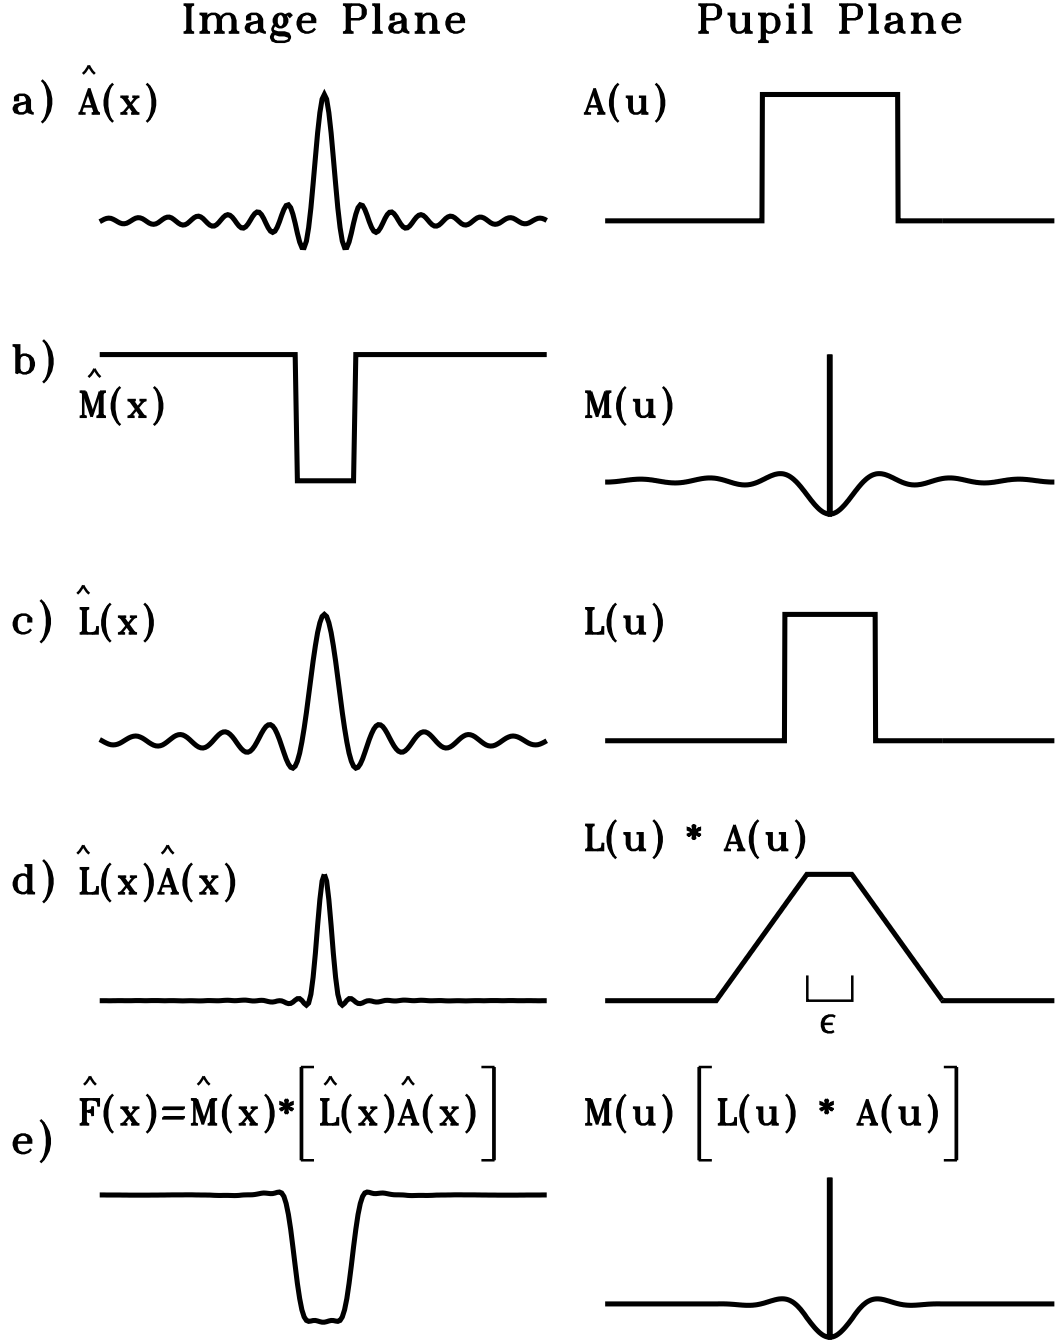 Image Plane Pupil Plane
a) Â(x) A(u)
b) M̂(x) M(u)
c) L̂(x) L(u)
d) L̂(x)Â(x) L(u) * A(u)
ϵ
e) F̂(x)=M̂(x)*[L̂(x)Â(x)] M(u) [L(u) * A(u)]